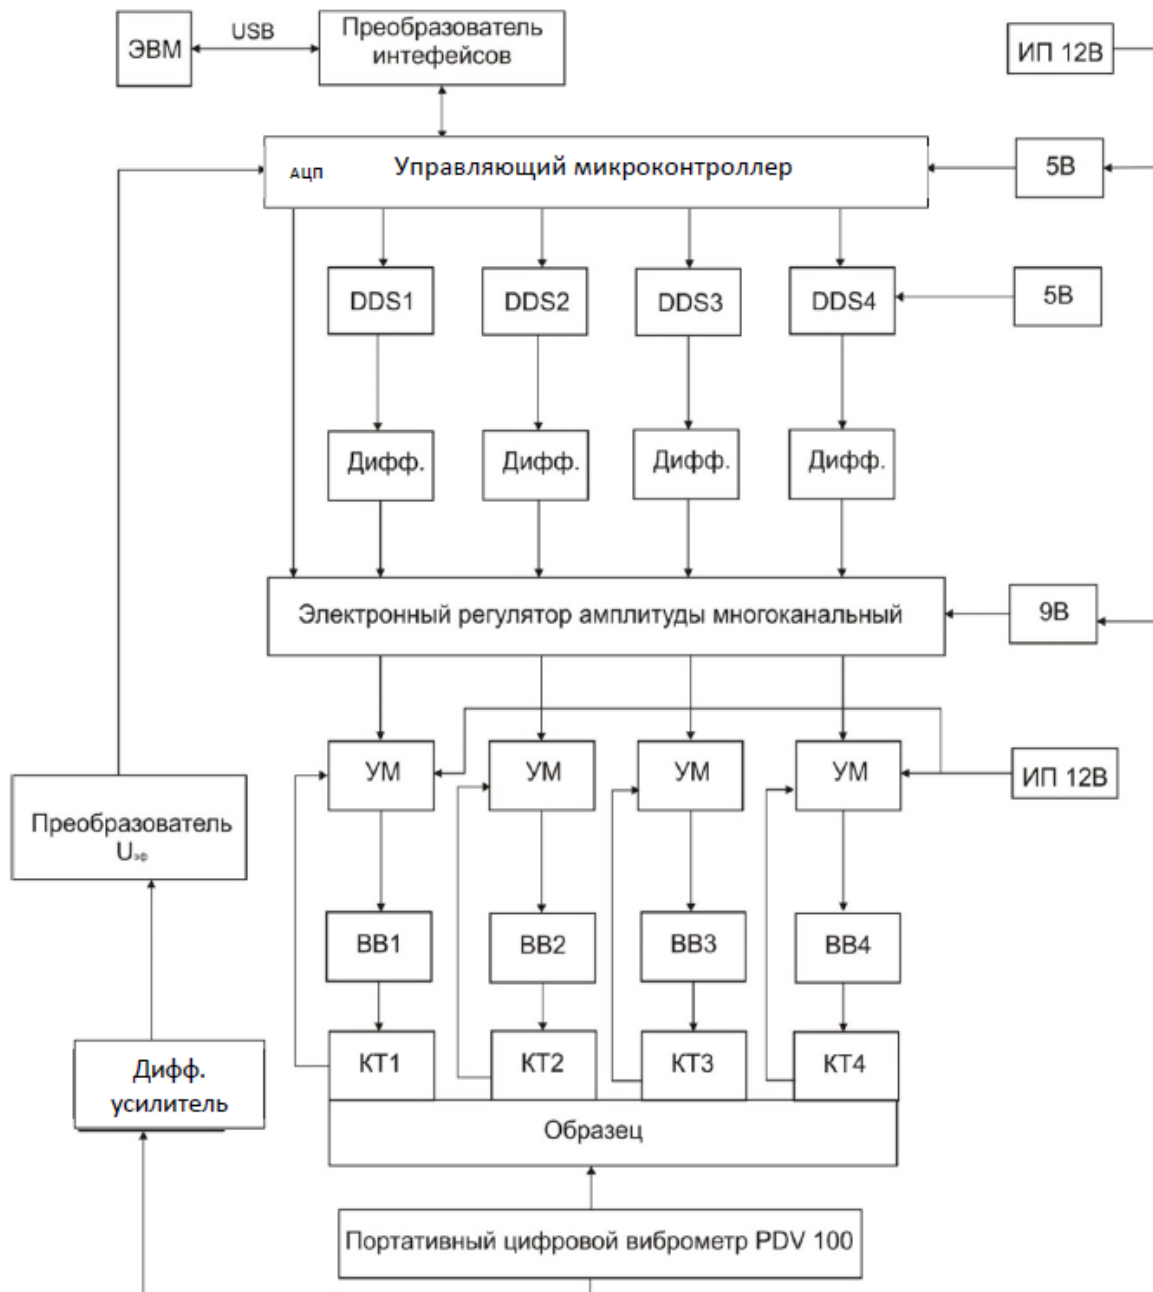 ЭВМ
USB
Преобразователь
интефейсов
ИП 12В
АЦП
Управляющий микроконтроллер
5В
DDS1
DDS2
DDS3
DDS4
5В
Дифф.
Дифф.
Дифф.
Дифф.
Электронный регулятор амплитуды многоканальный
9В
УМ
УМ
УМ
УМ
ИП 12В
Преобразователь
Uэф
ВВ1
ВВ2
ВВ3
ВВ4
КТ1
КТ2
КТ3
КТ4
Дифф.
усилитель
Образец
Портативный цифровой виброметр PDV 100